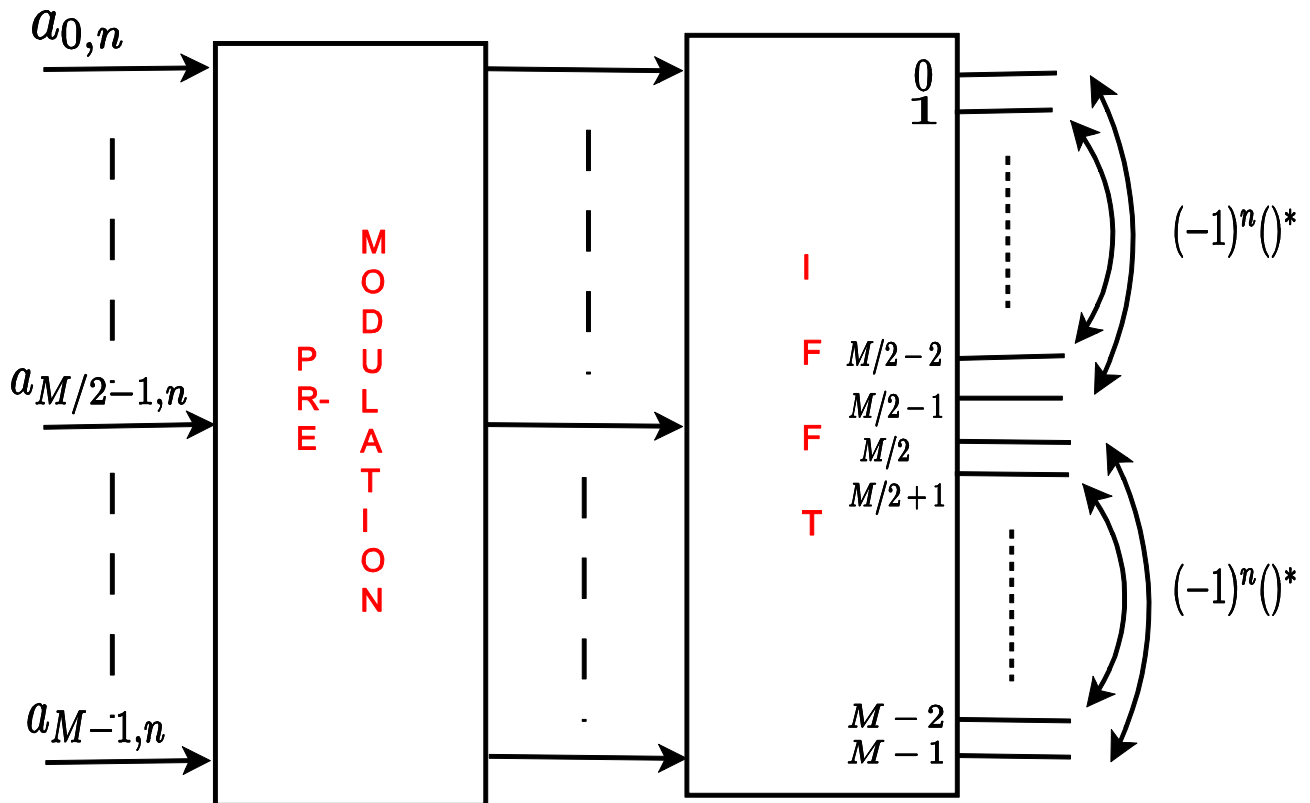 a_{0,n}
a_{M/2-1,n}
a_{M-1,n}
PR-E
MODULATION
IFFT
0
1
M/2-2
M/2-1
M/2
M/2+1
M-2
M-1
(-1)^n()*
(-1)^n()*